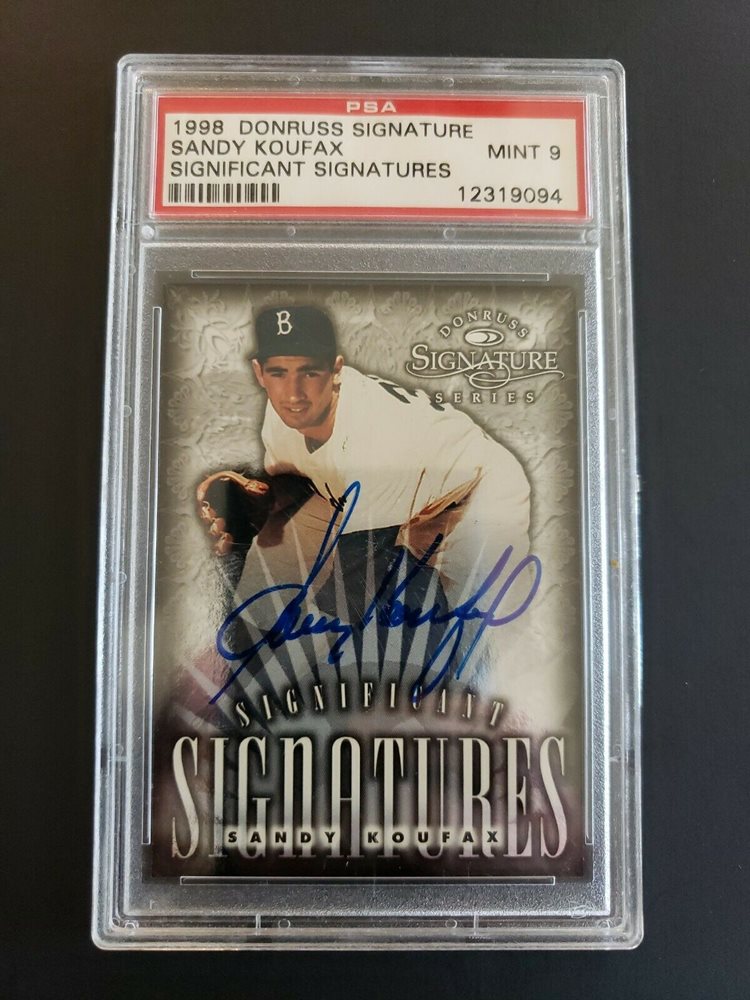 PSA
1998 DONRUSS SIGNATURE
SANDY KOUFAX MINT 9
SIGNIFICANT SIGNATURES
12319094
B
DONRUSS
SIGNATURE
SERIES
Sandy Koufax
SIGNIFICANT
SIGNATURES
SANDY KOUFAX